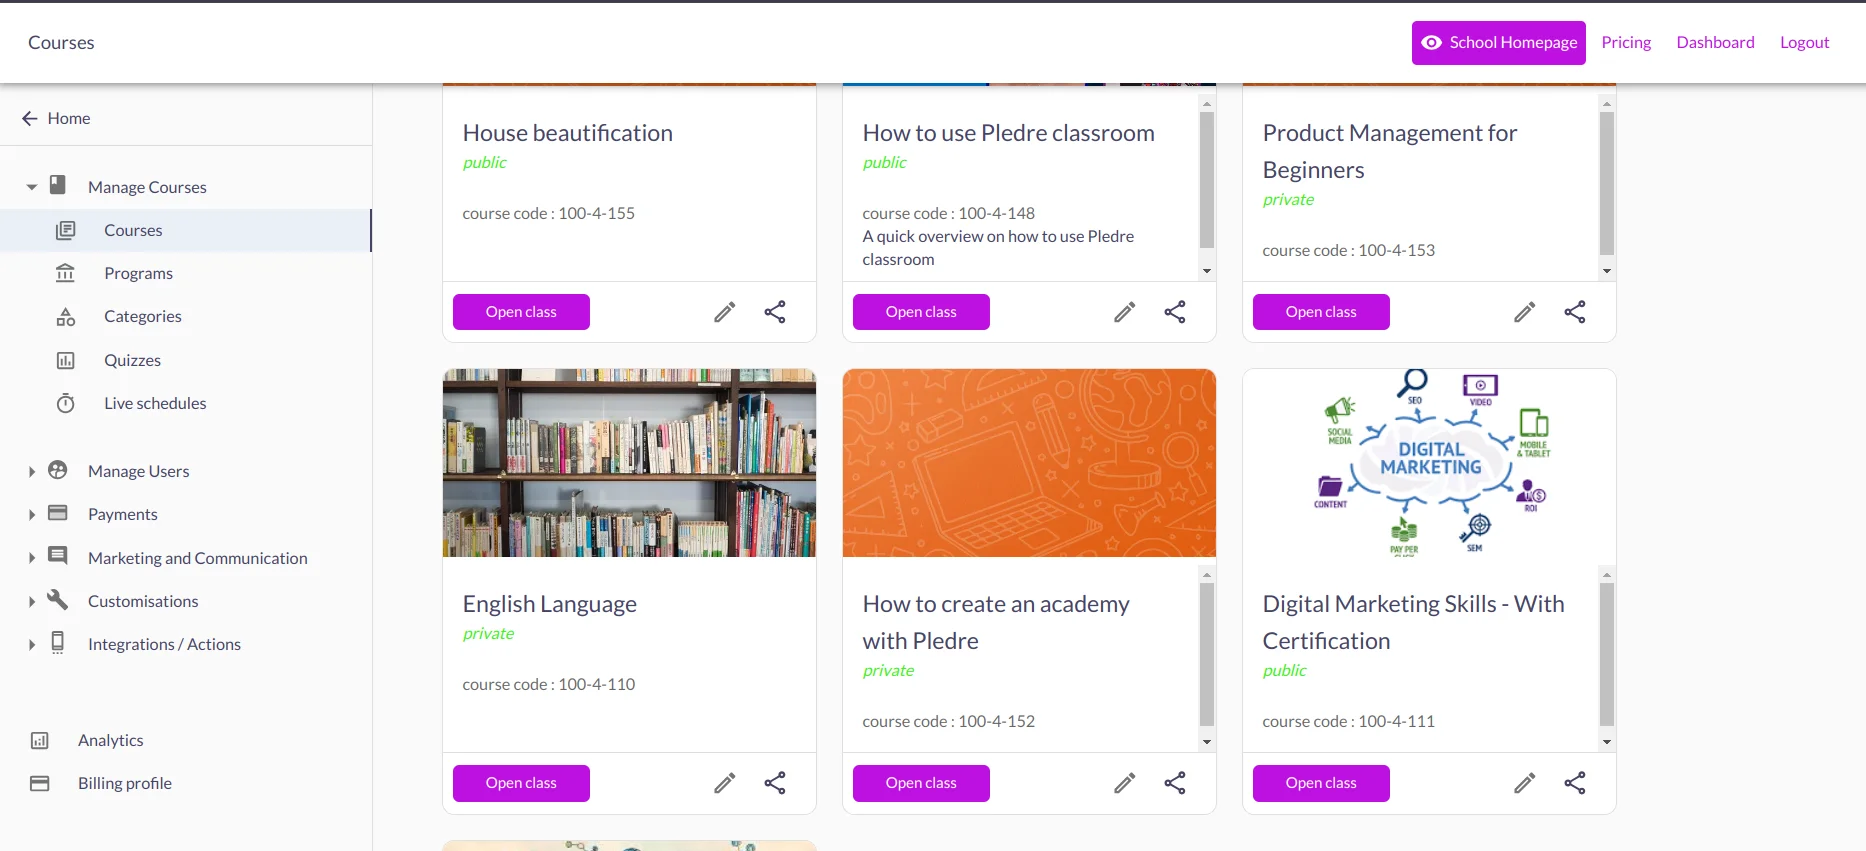 Courses
School Homepage
Pricing
Dashboard
Logout
Home
Manage Courses
Courses
Programs
Categories
Quizzes
Live schedules
Manage Users
Payments
Marketing and Communication
Customisations
Integrations / Actions
Analytics
Billing profile
House beautification
public
course code : 100-4-155
Open class
How to use Pledre classroom
public
course code : 100-4-148
A quick overview on how to use Pledre
classroom
Open class
Product Management for
Beginners
private
course code : 100-4-153
Open class
English Language
private
course code : 100-4-110
Open class
How to create an academy
with Pledre
private
course code : 100-4-152
Open class
SEO
VIDEO
SOCIAL
MEDIA
MOBILE
& TABLET
DIGITAL
MARKETING
CONTENT
ROI
PAY PER
CLICK
SEM
Digital Marketing Skills - With
Certification
public
course code : 100-4-111
Open class